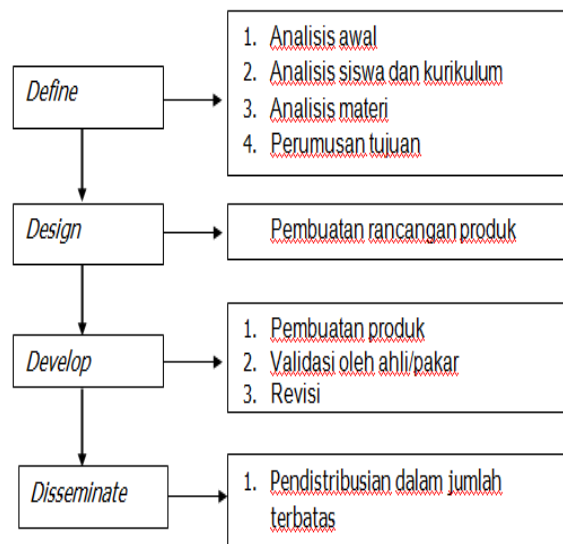 Define
1. Analisis awal
2. Analisis siswa dan kurikulum
3. Analisis materi
4. Perumusan tujuan
Design
Pembuatan rancangan produk
Develop
1. Pembuatan produk
2. Validasi oleh ahli/pakar
3. Revisi
Disseminate
1. Pendistribusian dalam jumlah
terbatas